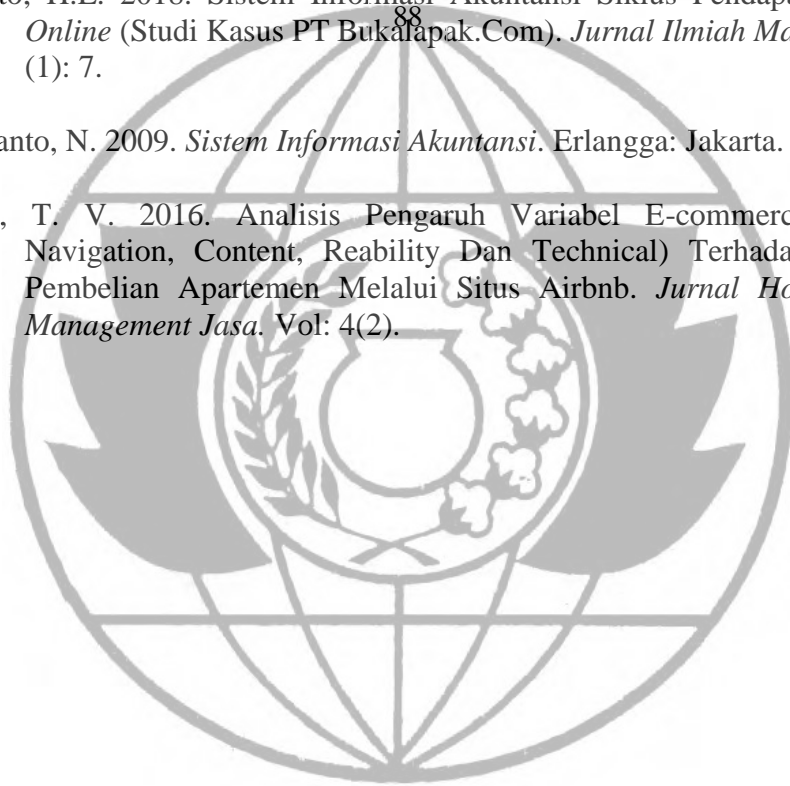 to, H.E. 2018. Sistem Informasi Akuntansi Siklus Pendapa
88
Online (Studi Kasus PT Bukalapak.Com). Jurnal Ilmiah Ma
(1): 7.
anto, N. 2009. Sistem Informasi Akuntansi. Erlangga: Jakarta.
, T. V. 2016. Analisis Pengaruh Variabel E-commerc
Navigation, Content, Reability Dan Technical) Terhada
Pembelian Apartemen Melalui Situs Airbnb. Jurnal Ho
Management Jasa. Vol: 4(2).